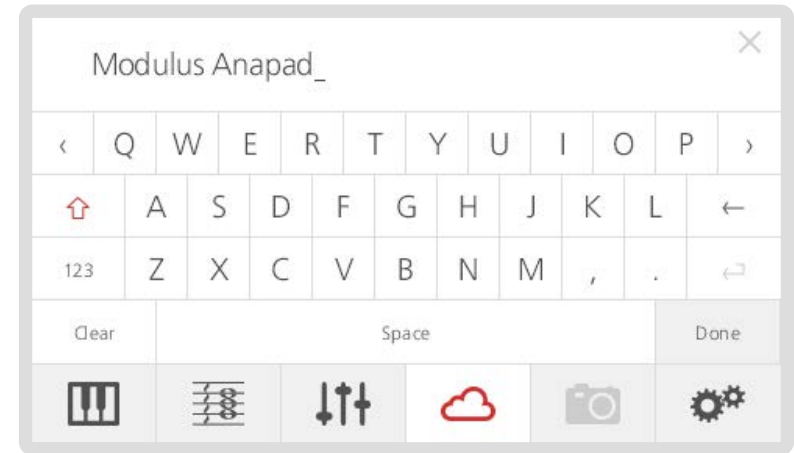 Modulus Anapad_
‹ Q W E R T Y U I O P ›
A S D F G H J K L ←
123 Z X C V B N M , .
Clear Space Done